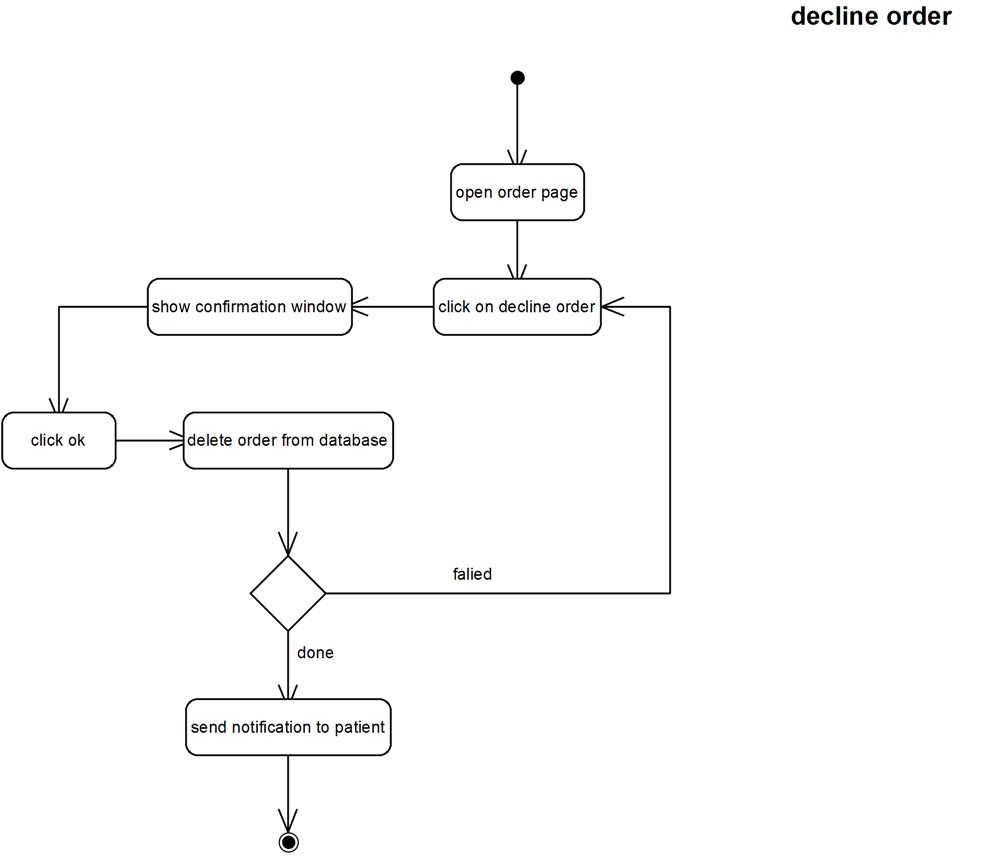 decline order
open order page
show confirmation window
click on decline order
click ok
delete order from database
falied
done
send notification to patient